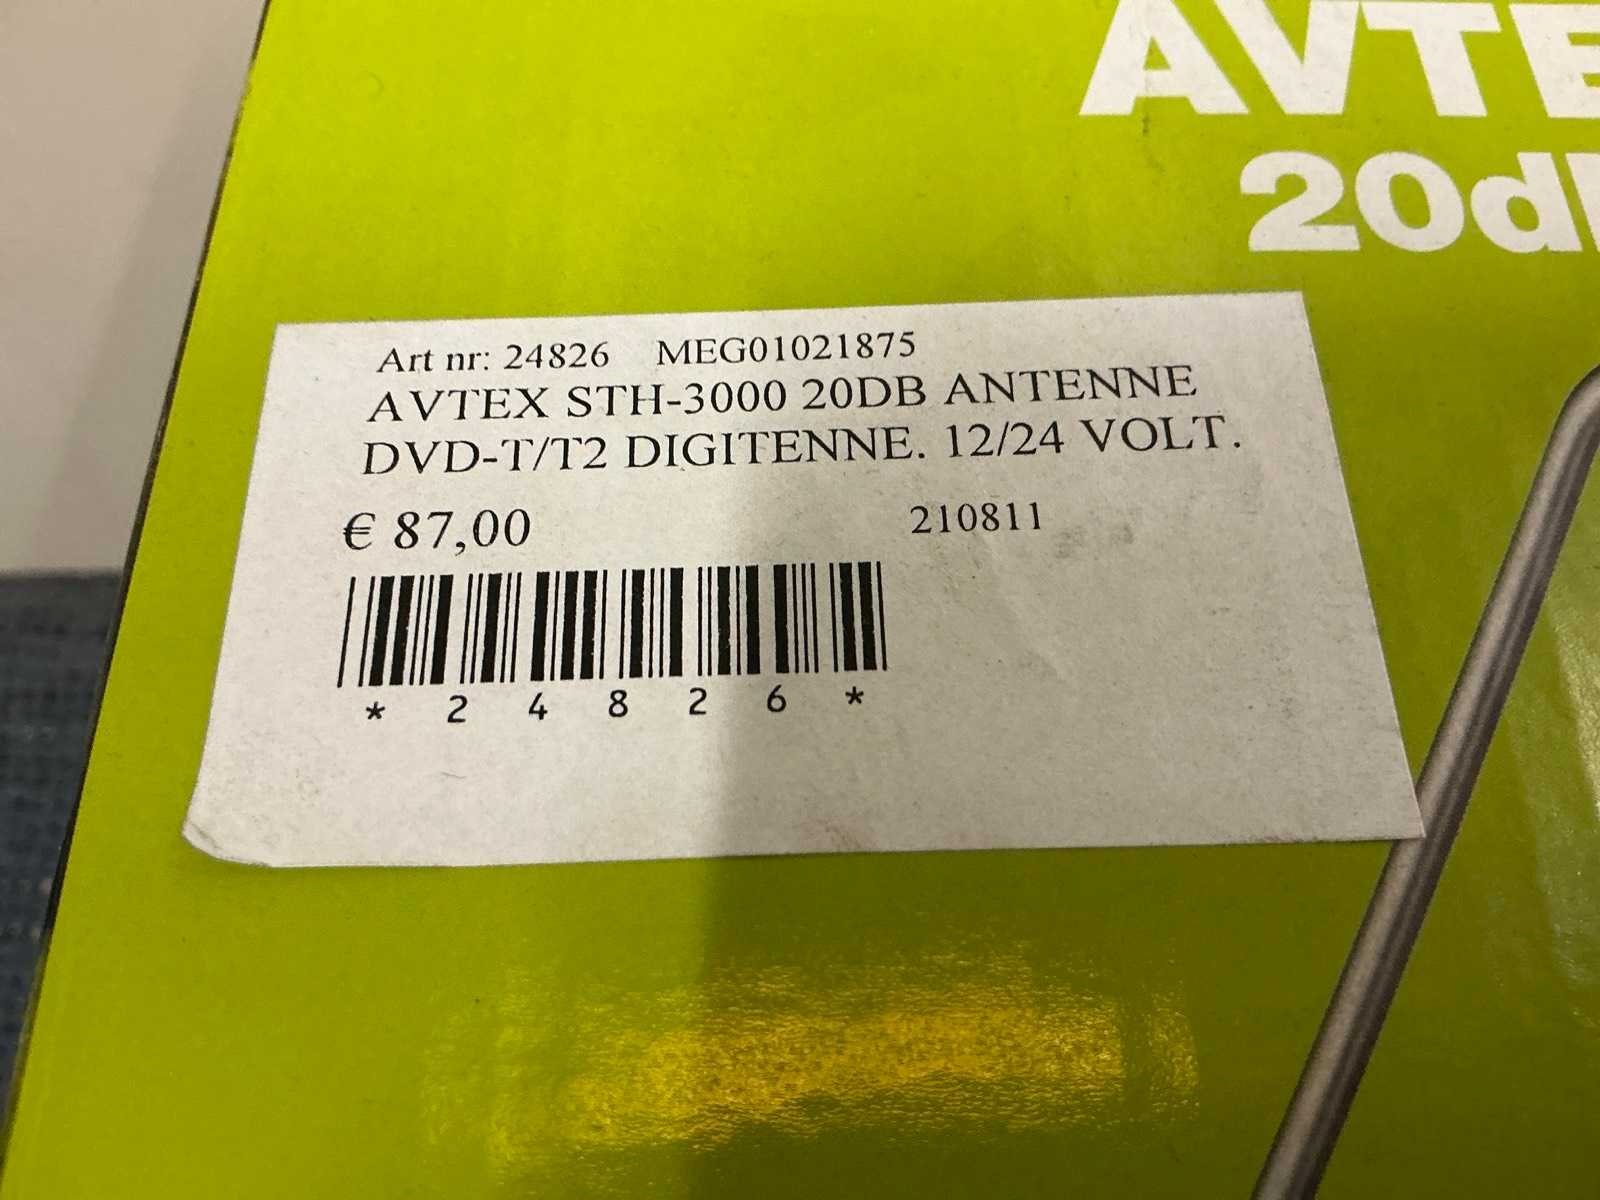 AVTE
20d
Art nr: 24826 MEG01021875
AVTEX STH-3000 20DB ANTENNE
DVD-T/T2 DIGITENNE. 12/24 VOLT.
€ 87,00 210811
* 2 4 8 2 6 *